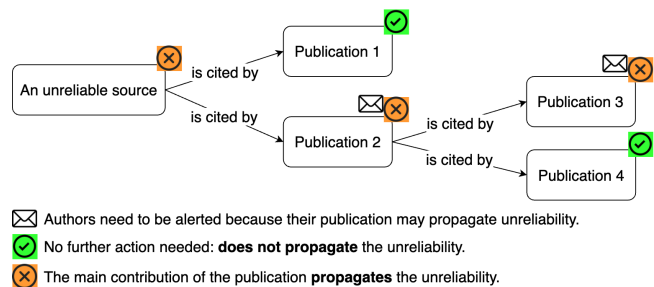 Publication 1
is cited by
An unreliable source
is cited by
Publication 2
is cited by
Publication 3
is cited by
Publication 4
Authors need to be alerted because their publication may propagate unreliability.
No further action needed: does not propagate the unreliability.
The main contribution of the publication propagates the unreliability.